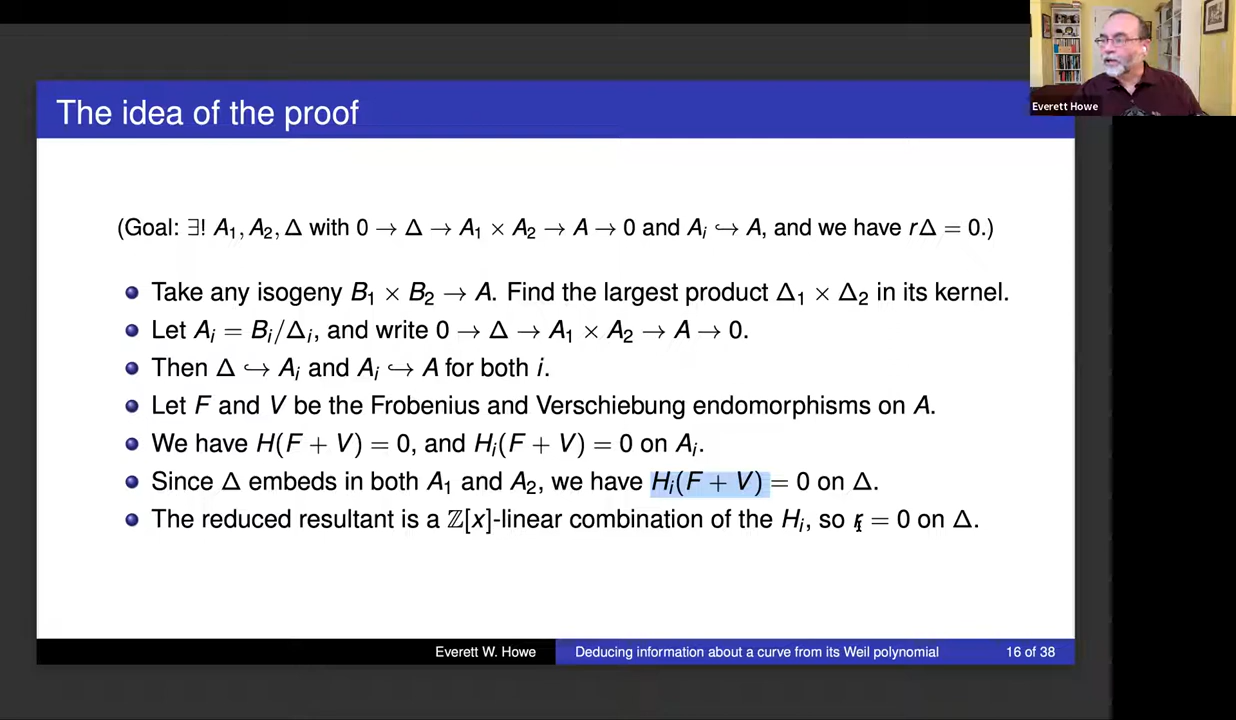 Everett Howe
The idea of the proof
(Goal: ∃! A₁, A₂, Δ with 0 → Δ → A₁ × A₂ → A → 0 and Aᵢ ↪ A, and we have rΔ = 0.)
Take any isogeny B₁ × B₂ → A. Find the largest product Δ₁ × Δ₂ in its kernel.
Let Aᵢ = Bᵢ/Δᵢ, and write 0 → Δ → A₁ × A₂ → A → 0.
Then Δ ↪ Aᵢ and Aᵢ ↪ A for both i.
Let F and V be the Frobenius and Verschiebung endomorphisms on A.
We have H(F + V) = 0, and Hᵢ(F + V) = 0 on Aᵢ.
Since Δ embeds in both A₁ and A₂, we have Hᵢ(F + V) = 0 on Δ.
The reduced resultant is a ℤ[x]-linear combination of the Hᵢ, so r = 0 on Δ.
Everett W. Howe
Deducing information about a curve from its Weil polynomial
16 of 38